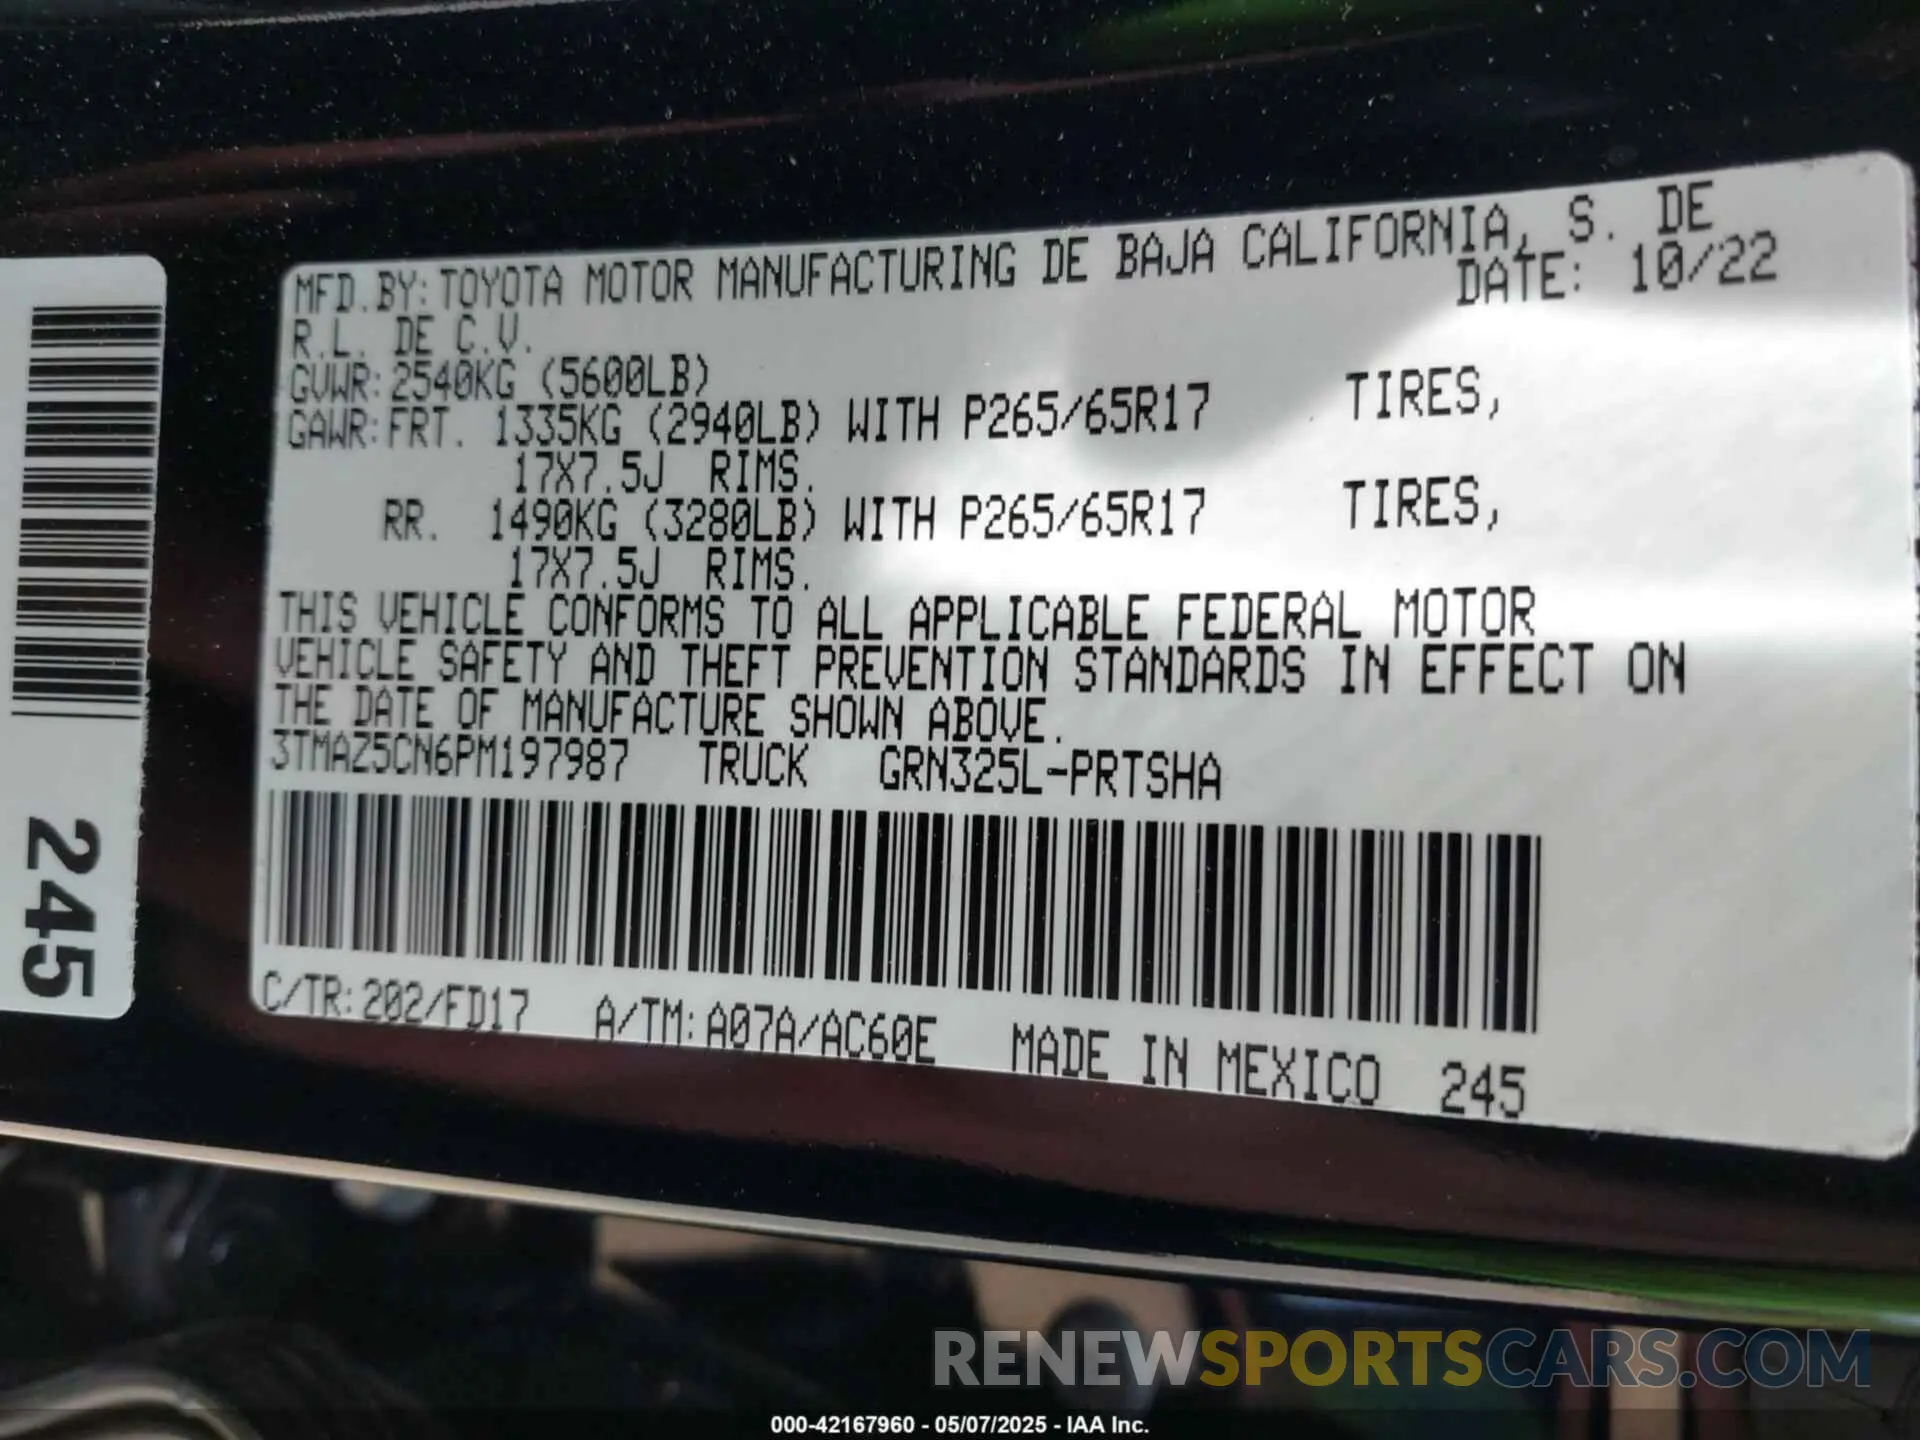 MFD.BY: TOYOTA MOTOR MANUFACTURING DE BAJA CALIFORNIA, S. DE
R.L. DE C.V. DATE: 10/22
GVWR: 2540KG (5600LB)
GAWR: FRT. 1335KG (2940LB) WITH P265/65R17 TIRES,
17X7.5J RIMS.
RR. 1490KG (3280LB) WITH P265/65R17 TIRES,
17X7.5J RIMS.
THIS VEHICLE CONFORMS TO ALL APPLICABLE FEDERAL MOTOR
VEHICLE SAFETY AND THEFT PREVENTION STANDARDS IN EFFECT ON
THE DATE OF MANUFACTURE SHOWN ABOVE.
3TMAZ5CN6PM197987 TRUCK GRN325L-PRTSHA
C/TR: 202/FD17 A/TM: A07A/AC60E MADE IN MEXICO 245
245
RENEWSPORTSCARS.COM
000-42167960 - 05/07/2025 - IAA Inc.